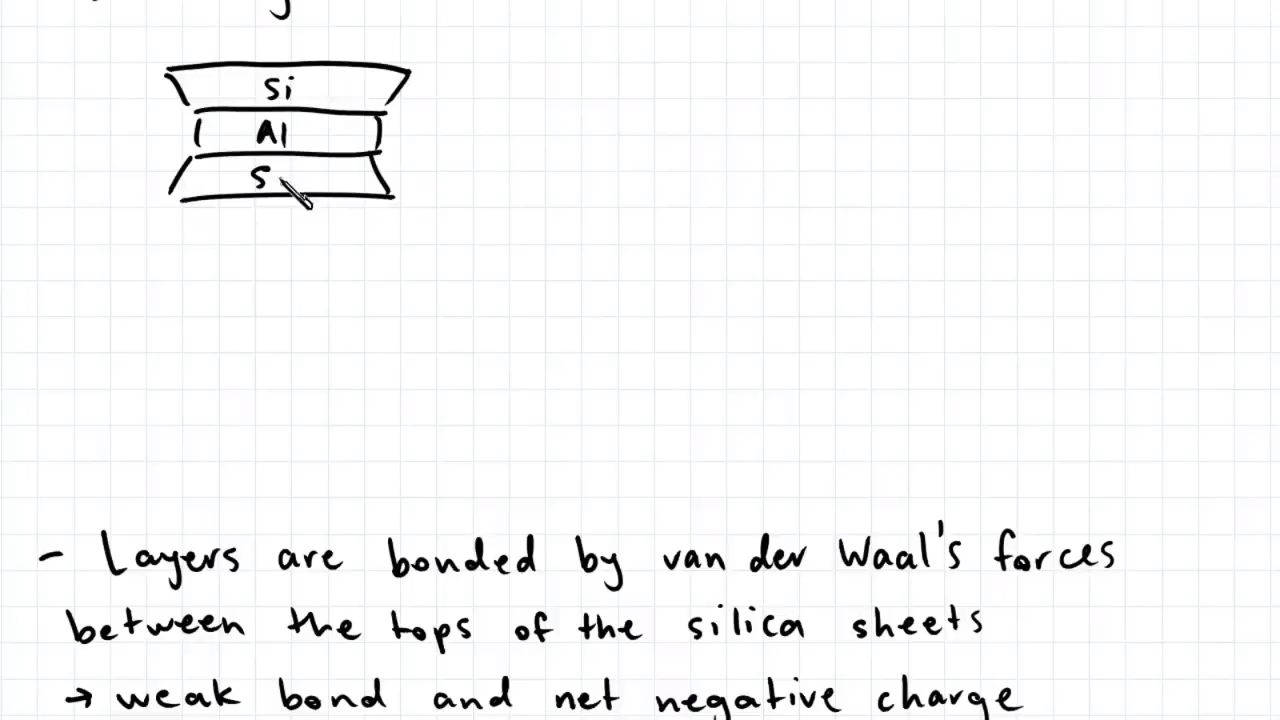 Si
Al
S
- Layers are bonded by van der Waal's forces
between the tops of the silica sheets
→ weak bond and net negative charge